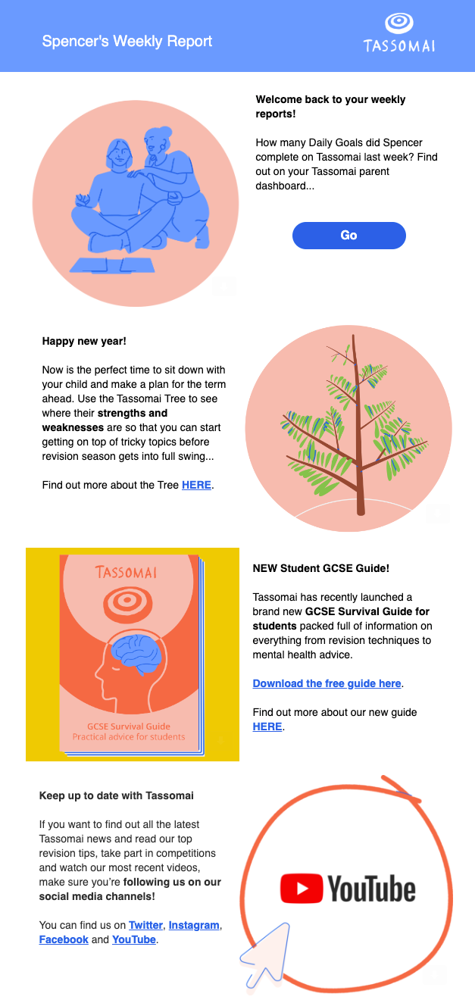 Spencer's Weekly Report
TASSOMAI
Welcome back to your weekly
reports!
How many Daily Goals did Spencer
complete on Tassomai last week? Find
out on your Tassomai parent
dashboard...
Go
Happy new year!
Now is the perfect time to sit down with
your child and make a plan for the term
ahead. Use the Tassomai Tree to see
where their strengths and
weaknesses are so that you can start
getting on top of tricky topics before
revision season gets into full swing...
Find out more about the Tree HERE.
TASSOMAI
GCSE Survival Guide
Practical advice for students
NEW Student GCSE Guide!
Tassomai has recently launched a
brand new GCSE Survival Guide for
students packed full of information on
everything from revision techniques to
mental health advice.
Download the free guide here.
Find out more about our new guide
HERE.
Keep up to date with Tassomai
If you want to find out all the latest
Tassomai news and read our top
revision tips, take part in competitions
and watch our most recent videos,
make sure you're following us on our
social media channels!
You can find us on Twitter, Instagram,
Facebook and YouTube.
YouTube